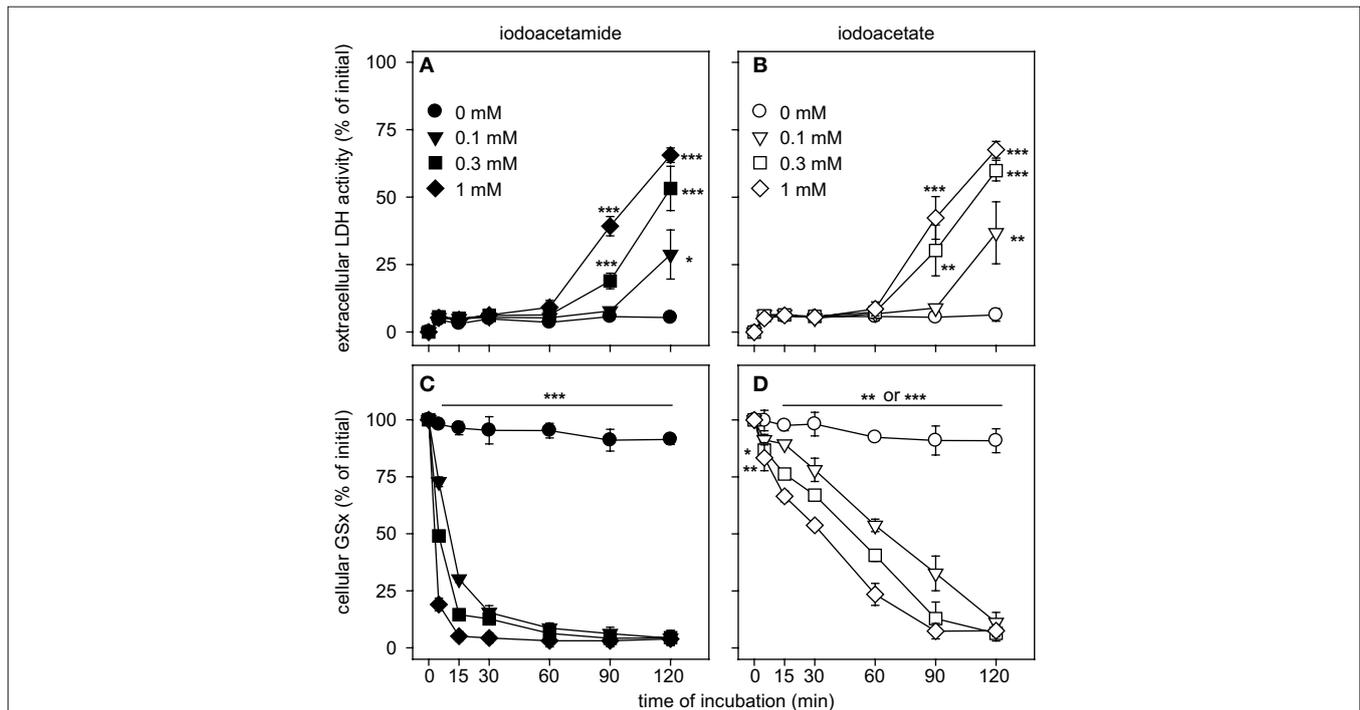 iodoacetamide
iodoacetate
extracellular LDH activity (% of initial)
100
75
50
25
0
A
0 mM
0.1 mM
0.3 mM
1 mM
***
***
***
***
*
B
0 mM
0.1 mM
0.3 mM
1 mM
***
**
***
***
**
cellular GSx (% of initial)
100
75
50
25
0
C
***
0 15 30 60 90 120
D
** or ***
*
**
0 15 30 60 90 120
time of incubation (min)